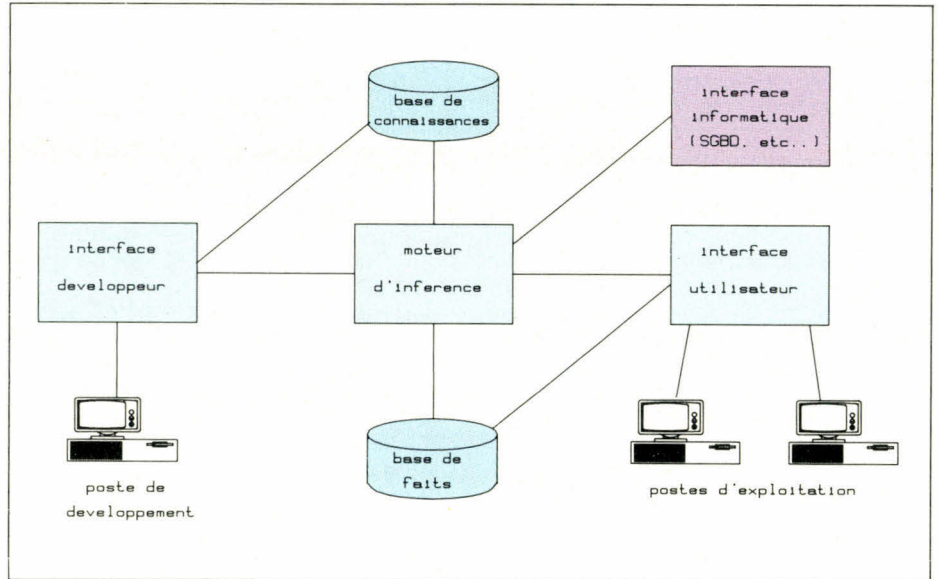 base de
connaissances
interface
informatique
(SGBD, etc..)
interface
developpeur
moteur
d'inference
interface
utilisateur
base de
faits
poste de
developpement
postes d'exploitation